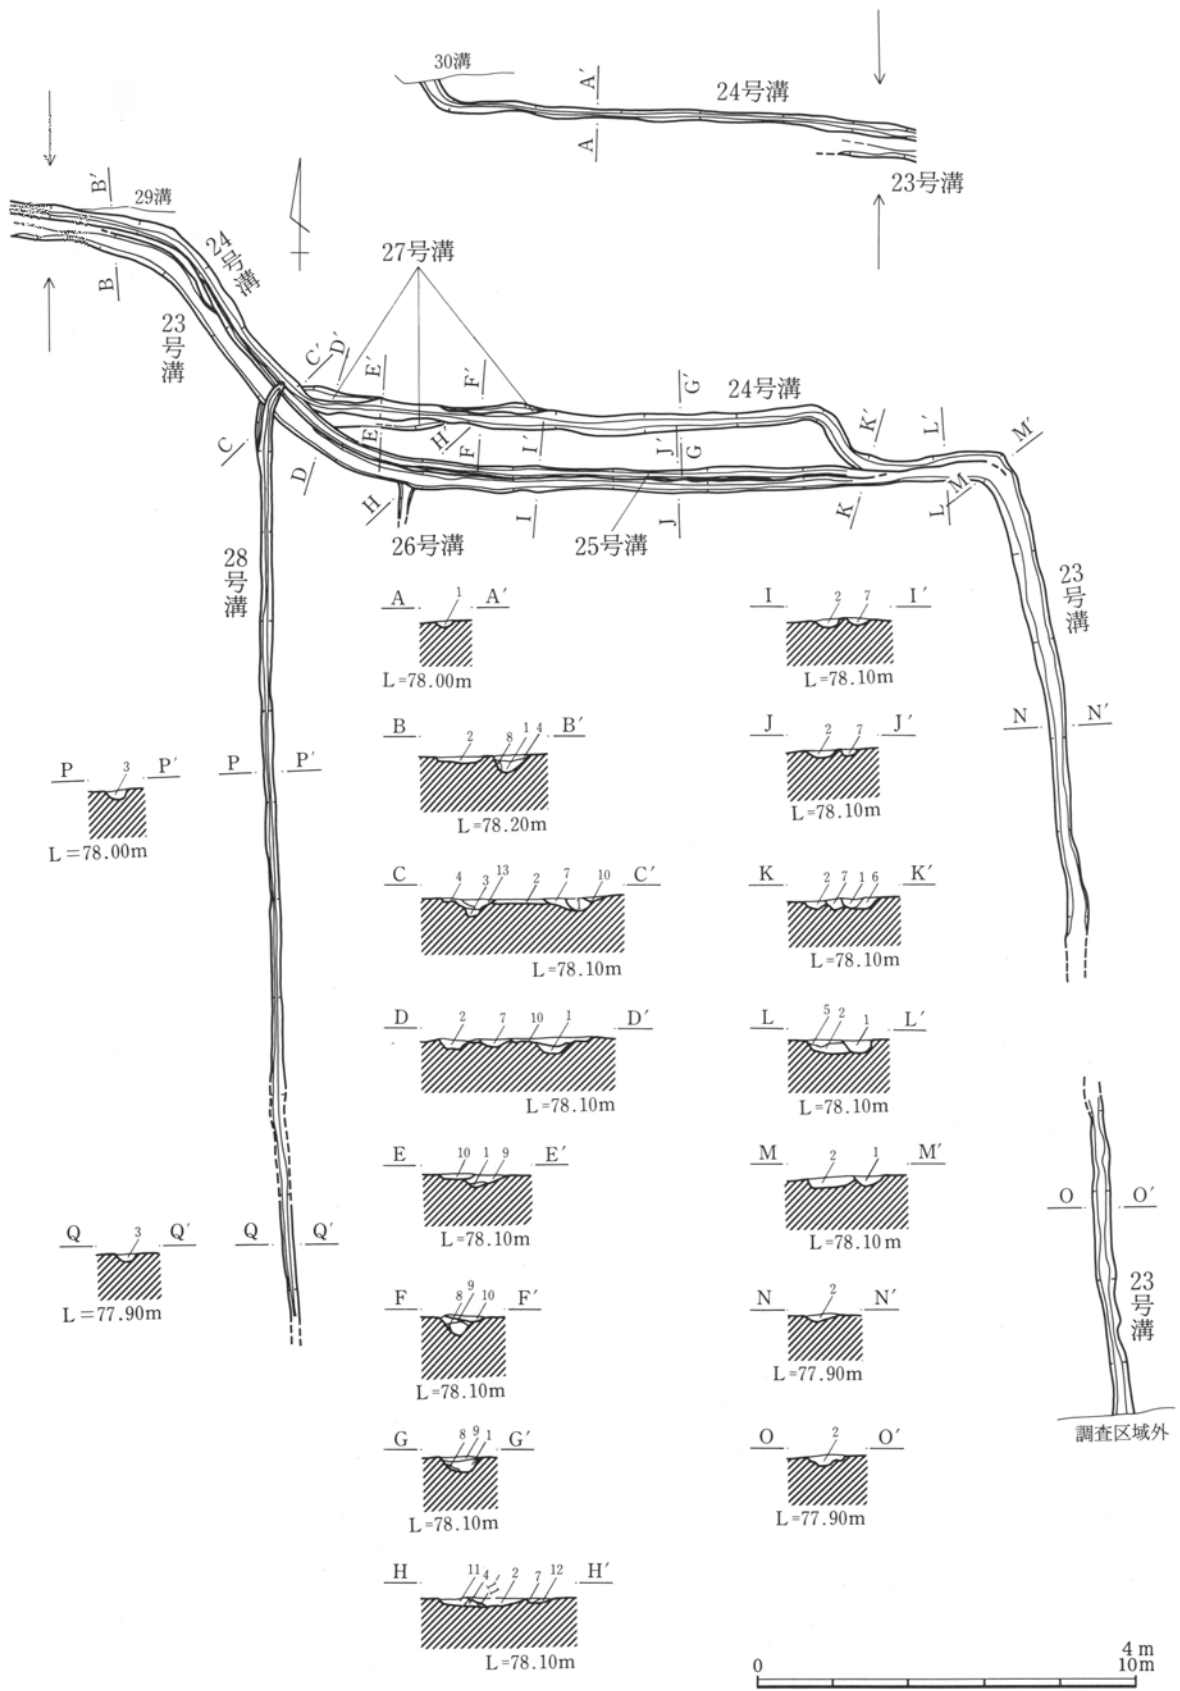 30溝
A′
24号溝
A
23号溝
B′
29溝
24号溝
B
23号溝
27号溝
C′
D′
E′
F′
G′
24号溝
K′
L′
M′
C
D
E
H′
F
I′
J′
G
H
I
J
K
L
M
26号溝
25号溝
28号溝
23号溝
A
1
A′
L=78.00m
I
2
7
I′
L=78.10m
N
N′
B
2
8
1
4
B′
L=78.20m
J
2
7
J′
L=78.10m
P
3
P′
L=78.00m
P
P′
C
4
3
13
2
7
10
C′
L=78.10m
K
2
7
1
6
K′
L=78.10m
D
2
7
10
1
D′
L=78.10m
L
5
2
1
L′
L=78.10m
E
10
1
9
E′
L=78.10m
M
2
1
M′
L=78.10m
O
O′
Q
3
Q′
L=77.90m
Q
Q′
F
8
9
10
F′
L=78.10m
N
2
N′
L=77.90m
23号溝
調査区域外
G
8
9
1
G′
L=78.10m
O
2
O′
L=77.90m
H
11
4
11
2
7
12
H′
L=78.10m
4m
0
10m